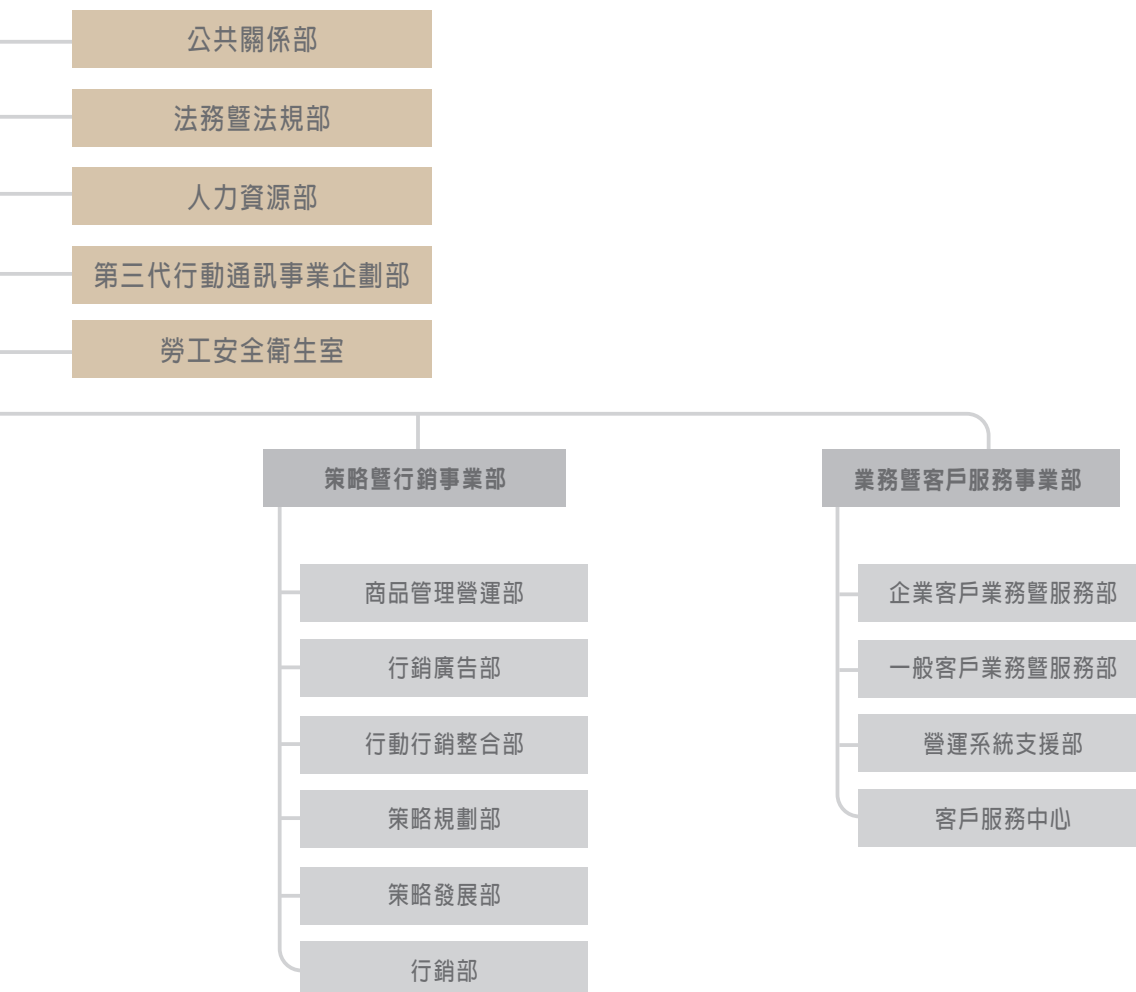 公共關係部
法務暨法規部
人力資源部
第三代行動通訊事業企劃部
勞工安全衛生室
策略暨行銷事業部
商品管理營運部
行銷廣告部
行動行銷整合部
策略規劃部
策略發展部
行銷部
業務暨客戶服務事業部
企業客戶業務暨服務部
一般客戶業務暨服務部
營運系統支援部
客戶服務中心